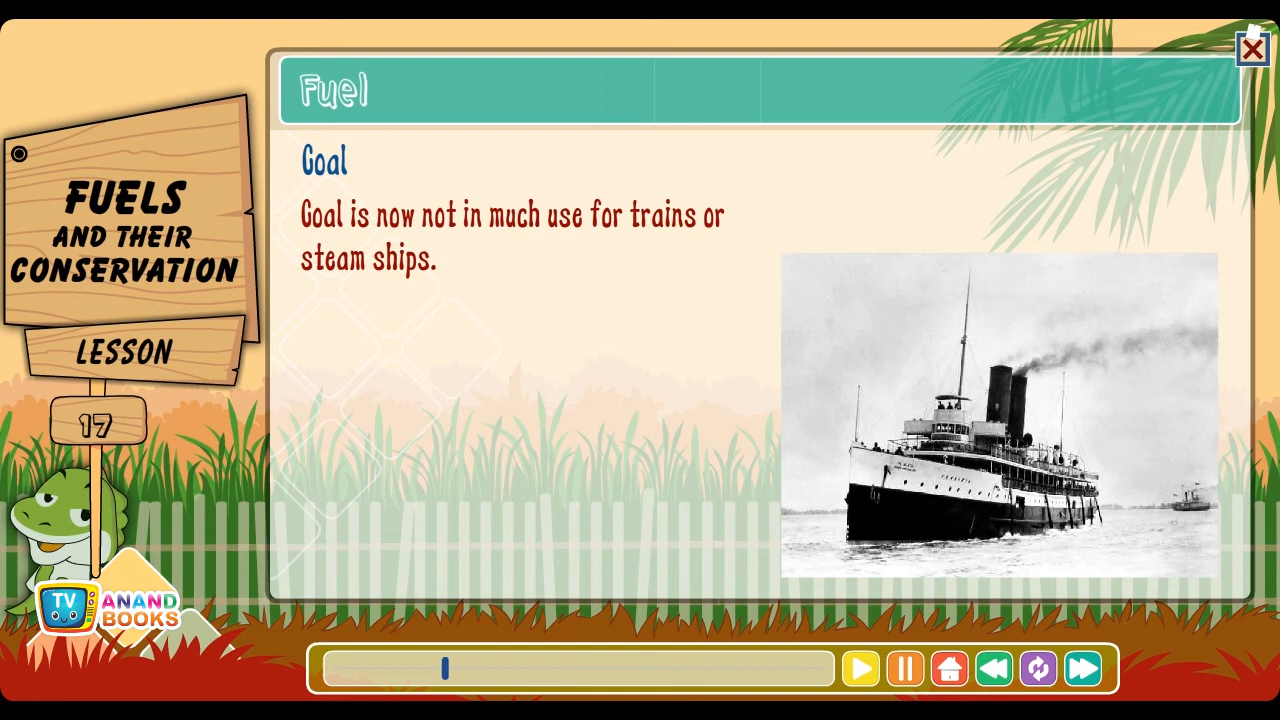 Fuel
FUELS
AND THEIR
CONSERVATION
LESSON
17
Coal
Coal is now not in much use for trains or
steam ships.
TV
ANAND
BOOKS